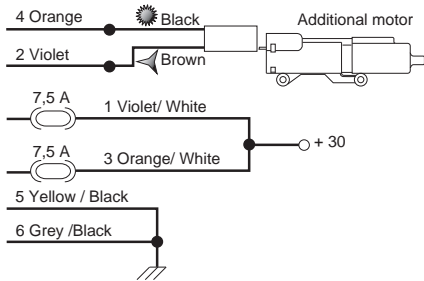 4 Orange
Black
Additional motor
2 Violet
Brown
7,5 A
1 Violet/ White
+ 30
7,5 A
3 Orange/ White
5 Yellow / Black
6 Grey /Black